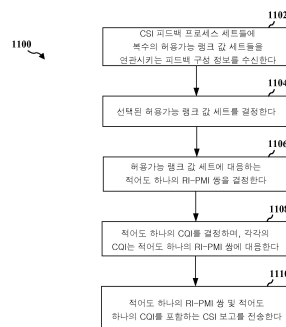 1102
CSI 피드백 프로세스 세트들에
복수의 허용가능 랭크 값 세트들을
연관시키는 피드백 구성 정보를 수신한다
1100
1104
선택된 허용가능 랭크 값 세트를 결정한다
1106
허용가능 랭크 값 세트에 대응하는
적어도 하나의 RI-PMI 쌍을 결정한다
1108
적어도 하나의 CQI를 결정하며, 각각의
CQI는 적어도 하나의 RI-PMI 쌍에 대응한다
1110
적어도 하나의 RI-PMI 쌍 및 적어도
하나의 CQI를 포함하는 CSI 보고를 전송한다